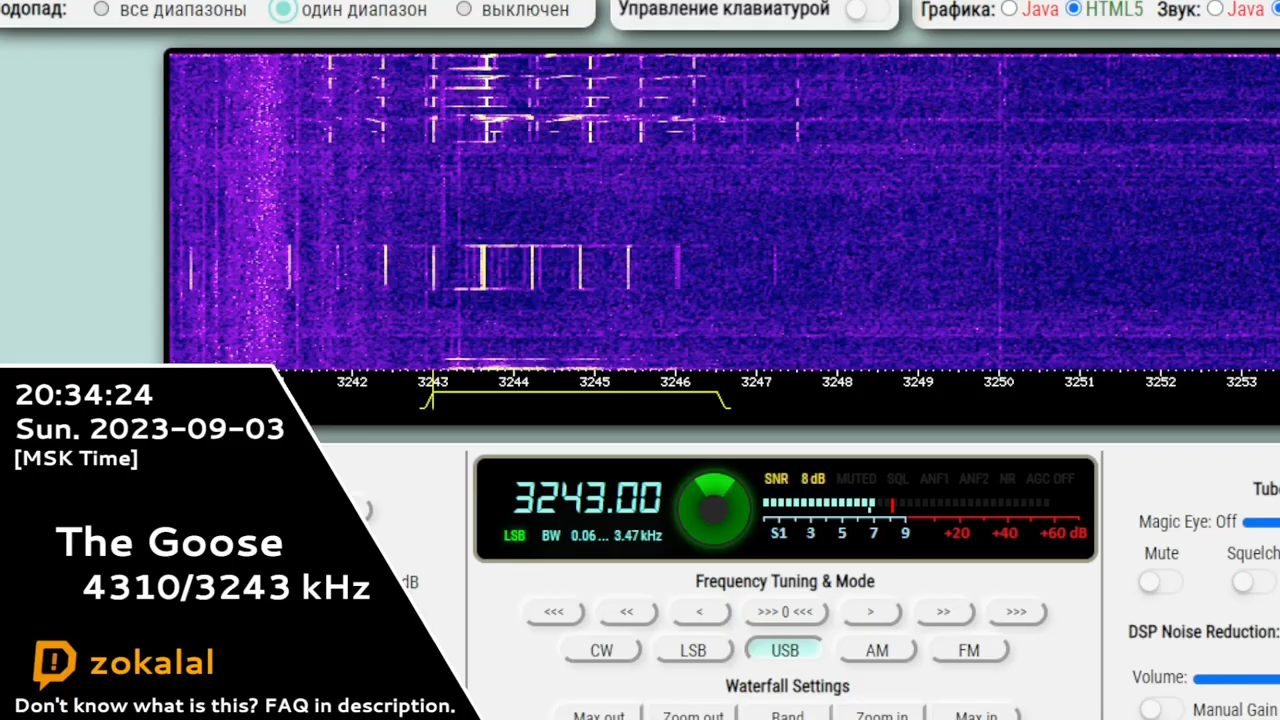 водопад: все диапазоны один диапазон выключен
Управление клавиатурой
Графика: Java HTML5 Звук: Java
3242 3243 3244 3245 3246 3247 3248 3249 3250 3251 3252 3253
20:34:24
Sun. 2023-09-03
[MSK Time]
The Goose
4310/3243 kHz
zokalal
Don't know what is this? FAQ in description.
dB
3243.00
LSB BW 0.06... 3.47kHz
SNR 8 dB MUTED SQL ANF1 ANF2 NR AGC OFF
S1 3 5 7 9 +20 +40 +60 dB
Frequency Tuning & Mode
<<< << < >>> 0 <<< > >> >>>
CW LSB USB AM FM
Waterfall Settings
Max out Zoom out Band Zoom in Max in
Tube
Magic Eye: Off
Mute Squelch
DSP Noise Reduction:
Volume:
Manual Gain